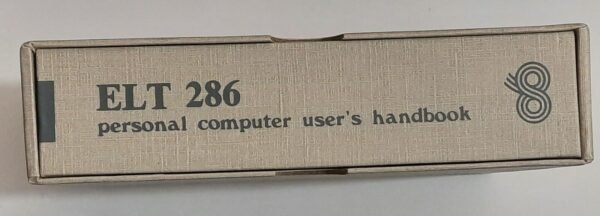 ELT 286
personal computer user's handbook